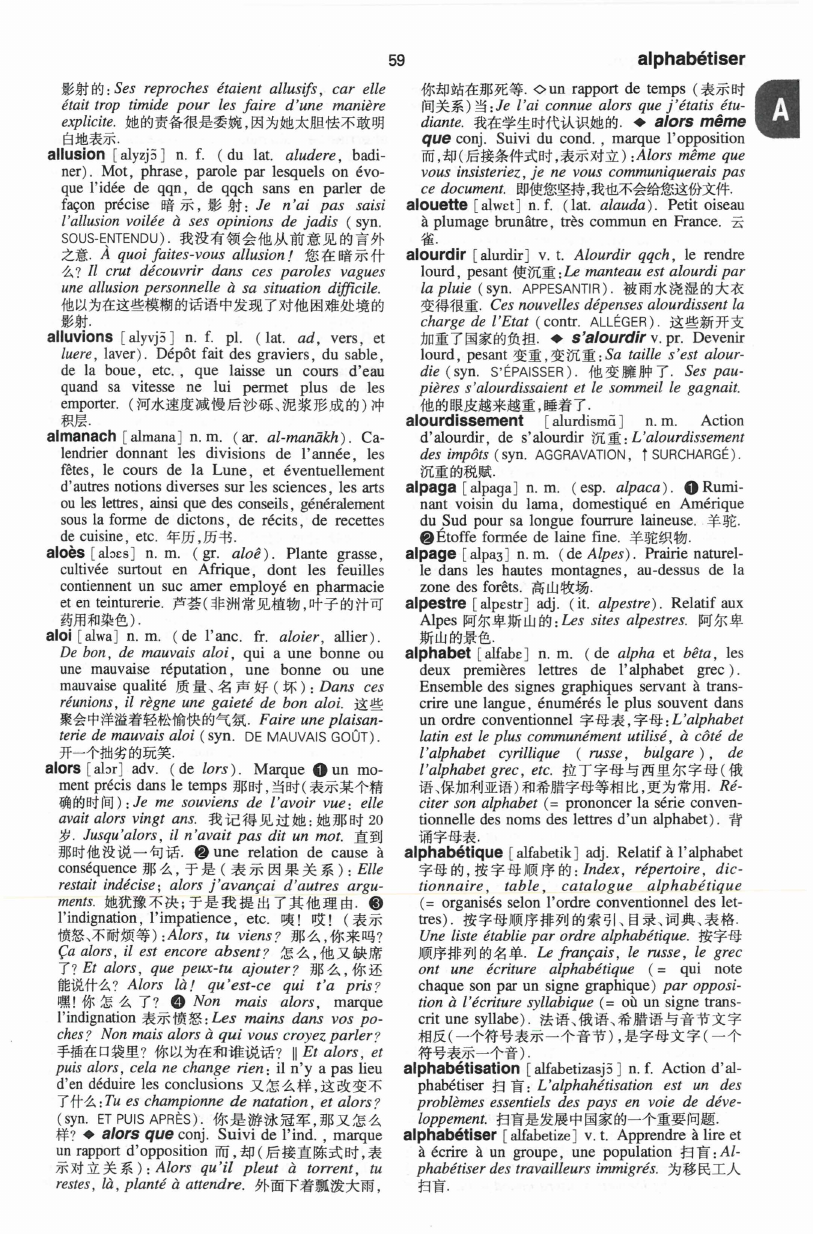 59
alphabétiser
A
影射的:Ses reproches étaient allusifs, car elle
était trop timide pour les faire d'une manière
explicite. 她的责备很是委婉,因为她太胆怯不敢明
白地表示.
allusion [alyzjɔ̃] n. f. (du lat. aludere, badi-
ner). Mot, phrase, parole par lesquels on évo-
que l'idée de qqn, de qqch sans en parler de
façon précise 暗示,影射: Je n'ai pas saisi
l'allusion voilée à ses opinions de jadis (syn.
SOUS-ENTENDU). 我没有领会他从前意见的言外
之意. À quoi faites-vous allusion! 您在暗示什
么? Il crut découvrir dans ces paroles vagues
une allusion personnelle à sa situation difficile.
他以为在这些模糊的话语中发现了对他困难处境的
影射.
alluvions [alyvjɔ̃] n. f. pl. (lat. ad, vers, et
luere, laver). Dépôt fait des graviers, du sable,
de la boue, etc., que laisse un cours d'eau
quand sa vitesse ne lui permet plus de les
emporter. (河水速度减慢后沙砾、泥浆形成的)冲
积层.
almanach [almana] n. m. (ar. al-manākh). Ca-
lendrier donnant les divisions de l'année, les
fêtes, le cours de la Lune, et éventuellement
d'autres notions diverses sur les sciences, les arts
ou les lettres, ainsi que des conseils, généralement
sous la forme de dictons, de récits, de recettes
de cuisine, etc. 年历,历书.
aloès [alɔɛs] n. m. (gr. aloê). Plante grasse,
cultivée surtout en Afrique, dont les feuilles
contiennent un suc amer employé en pharmacie
et en teinturerie. 芦荟(非洲常见植物,叶子的汁可
药用和染色).
aloi [alwa] n. m. (de l'anc. fr. aloier, allier).
De bon, de mauvais aloi, qui a une bonne ou
une mauvaise réputation, une bonne ou une
mauvaise qualité 质量、名声好(坏): Dans ces
réunions, il règne une gaieté de bon aloi. 这些
聚会中洋溢着轻松愉快的气氛. Faire une plaisan-
terie de mauvais aloi (syn. DE MAUVAIS GOÛT).
开一个拙劣的玩笑.
alors [alɔr] adv. (de lors). Marque ❶ un mo-
ment précis dans le temps 那时,当时(表示某个精
确的时间): Je me souviens de l'avoir vue: elle
avait alors vingt ans. 我记得见过她:她那时 20
岁. Jusqu'alors, il n'avait pas dit un mot. 直到
那时他没说一句话. ❷ une relation de cause à
conséquence 那么,于是(表示因果关系): Elle
restait indécise; alors j'avançai d'autres argu-
ments. 她犹豫不决;于是我提出了其他理由. ❸
l'indignation, l'impatience, etc. 咦! 哎! (表示
愤怒、不耐烦等):Alors, tu viens? 那么,你来吗?
Ça alors, il est encore absent? 怎么,他又缺席
了? Et alors, que peux-tu ajouter? 那么,你还
能说什么? Alors là! qu'est-ce qui t'a pris?
嘿!你怎么了? ❹ Non mais alors, marque
l'indignation 表示愤怒:Les mains dans vos po-
ches? Non mais alors à qui vous croyez parler?
手插在口袋里? 你以为在和谁说话? ‖ Et alors, et
puis alors, cela ne change rien: il n'y a pas lieu
d'en déduire les conclusions 又怎么样,这改变不
了什么:Tu es championne de natation, et alors?
(syn. ET PUIS APRÈS). 你是游泳冠军,那又怎么
样? ◆ alors que conj. Suivi de l'ind., marque
un rapport d'opposition 而,却(后接直陈式时,表
示对立关系): Alors qu'il pleut à torrent, tu
restes, là, planté à attendre. 外面下着瓢泼大雨,
你却站在那死等. ◇un rapport de temps (表示时
间关系)当:Je l'ai connue alors que j'étatis étu-
diante. 我在学生时代认识她的. ◆ alors même
que conj. Suivi du cond., marque l'opposition
而,却(后接条件式时,表示对立):Alors même que
vous insisteriez, je ne vous communiquerais pas
ce document. 即使您坚持,我也不会给您这份文件.
alouette [alwɛt] n. f. (lat. alauda). Petit oiseau
à plumage brunâtre, très commun en France. 云
雀.
alourdir [alurdir] v. t. Alourdir qqch, le rendre
lourd, pesant 使沉重:Le manteau est alourdi par
la pluie (syn. APPESANTIR). 被雨水浇湿的大衣
变得很重. Ces nouvelles dépenses alourdissent la
charge de l'Etat (contr. ALLÉGER). 这些新开支
加重了国家的负担. ◆ s'alourdir v. pr. Devenir
lourd, pesant 变重,变沉重:Sa taille s'est alour-
die (syn. S'ÉPAISSER). 他变臃肿了. Ses pau-
pières s'alourdissaient et le sommeil le gagnait.
他的眼皮越来越重,睡着了.
alourdissement [alurdismɑ̃] n. m. Action
d'alourdir, de s'alourdir 沉重:L'alourdissement
des impôts (syn. AGGRAVATION, ↑ SURCHARGÉ).
沉重的税赋.
alpaga [alpaga] n. m. (esp. alpaca). ❶ Rumi-
nant voisin du lama, domestiqué en Amérique
du Sud pour sa longue fourrure laineuse. 羊驼.
❷Étoffe formée de laine fine. 羊驼织物.
alpage [alpaʒ] n. m. (de Alpes). Prairie naturel-
le dans les hautes montagnes, au-dessus de la
zone des forêts. 高山牧场.
alpestre [alpɛstr] adj. (it. alpestre). Relatif aux
Alpes 阿尔卑斯山的:Les sites alpestres. 阿尔卑
斯山的景色.
alphabet [alfabɛ] n. m. (de alpha et bêta, les
deux premières lettres de l'alphabet grec).
Ensemble des signes graphiques servant à trans-
crire une langue, énumérés le plus souvent dans
un ordre conventionnel 字母表,字母:L'alphabet
latin est le plus communément utilisé, à côté de
l'alphabet cyrillique (russe, bulgare), de
l'alphabet grec, etc. 拉丁字母与西里尔字母(俄
语、保加利亚语)和希腊字母等相比,更为常用. Ré-
citer son alphabet (= prononcer la série conven-
tionnelle des noms des lettres d'un alphabet). 背
诵字母表.
alphabétique [alfabetik] adj. Relatif à l'alphabet
字母的,按字母顺序的: Index, répertoire, dic-
tionnaire, table, catalogue alphabétique
(= organisés selon l'ordre conventionnel des let-
tres). 按字母顺序排列的索引、目录、词典、表格.
Une liste établie par ordre alphabétique. 按字母
顺序排列的名单. Le français, le russe, le grec
ont une écriture alphabétique (= qui note
chaque son par un signe graphique) par opposi-
tion à l'écriture syllabique (= où un signe trans-
crit une syllabe). 法语、俄语、希腊语与音节文字
相反(一个符号表示一个音节),是字母文字(一个
符号表示一个音).
alphabétisation [alfabetizasjɔ̃] n. f. Action d'al-
phabétiser 扫盲: L'alphahétisation est un des
problèmes essentiels des pays en voie de déve-
loppement. 扫盲是发展中国家的一个重要问题.
alphabétiser [alfabetize] v. t. Apprendre à lire et
à écrire à un groupe, une population 扫盲:Al-
phabétiser des travailleurs immigrés. 为移民工人
扫盲.